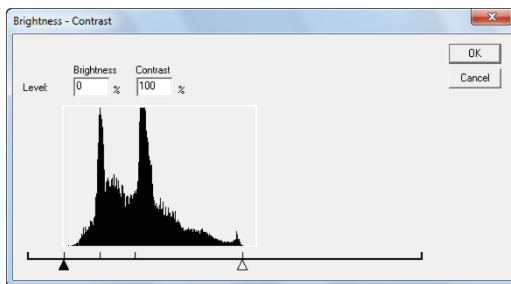 Brightness - Contrast
OK
Cancel
Brightness Contrast
Level: 0 % 100 %